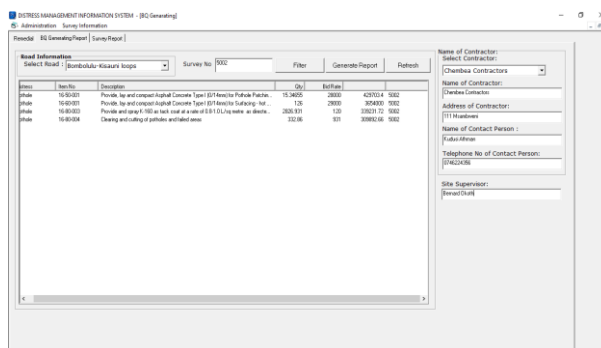 DISTRESS MANAGEMENT INFORMATION SYSTEM - [BQ Generating]
Administration Survey Information
Remedial BQ Generating Report Survey Report
Road Information
Select Road : Bombolulu-Kisauni loops
Survey No 5002
Filter Generate Report Refresh
Item No Description Qty Bid Rate
16-50-001 Provide, lay and compact Asphalt Concrete Type I (0/14mm) for Pothole Patchin... 15.34655 28000 429703.4 5002
16-60-001 Provide, lay and compact Asphalt Concrete Type I (0/14mm) for Surfacing - hot ... 126 29000 3654000 5002
16-80-003 Provide and spray K-160 as tack coat at a rate of 0.8-1.0 L/sq.metre as directe... 2826.931 120 339231.72 5002
16-80-004 Clearing and cutting of potholes and failed areas 332.86 931 309892.66 5002
Name of Contractor:
Select Contractor:
Chembea Contractors
Name of Contractor:
Chembea Contractors
Address of Contractor:
111 Msambweni
Name of Contact Person :
Kudus Athman
Telephone No of Contact Person:
0746224356
Site Supervisor:
Bernard Okoth